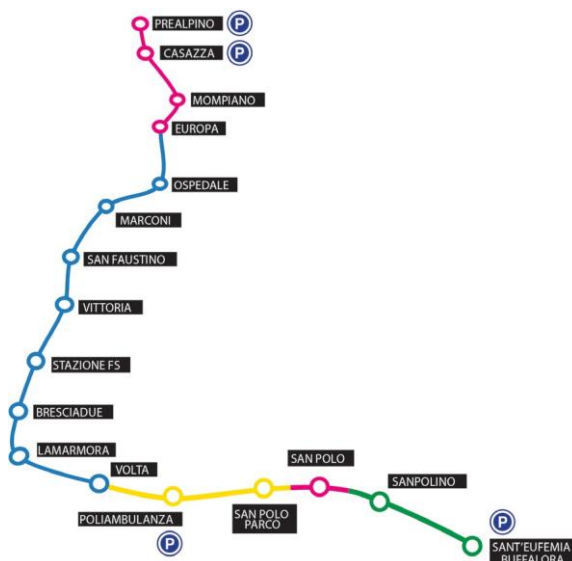 PREALPINO
P
CASAZZA
P
MOMPIANO
EUROPA
OSPEDALE
MARCONI
SAN FAUSTINO
VITTORIA
STAZIONE FS
BRESCIADUE
LAMARMORA
VOLTA
POLIAMBULANZA
P
SAN POLO
PARCO
SAN POLO
SANPOLINO
P
SANT'EUFEMIA
BUFFALORA